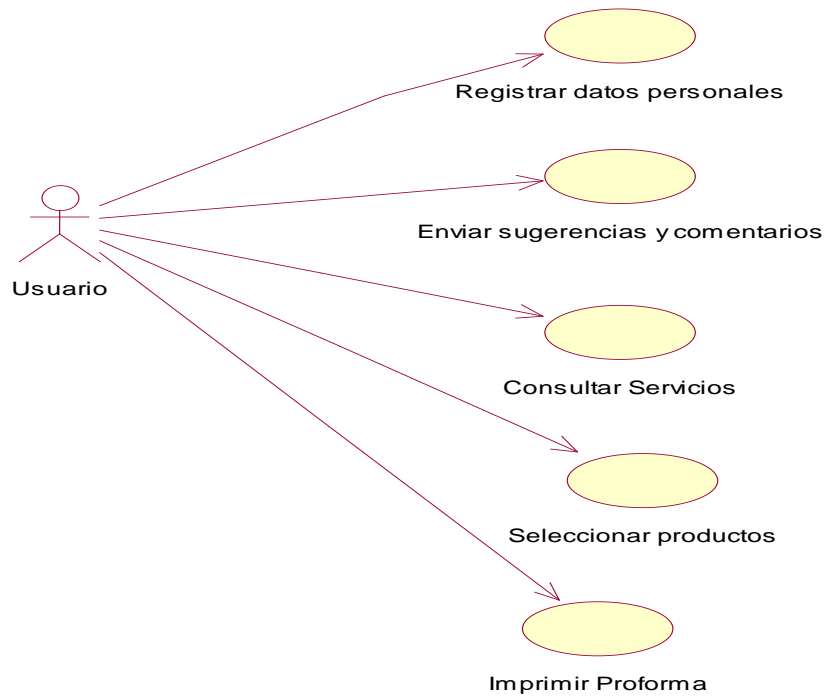 Registrar datos personales
Enviar sugerencias y comentarios
Usuario
Consultar Servicios
Seleccionar productos
Imprimir Proforma